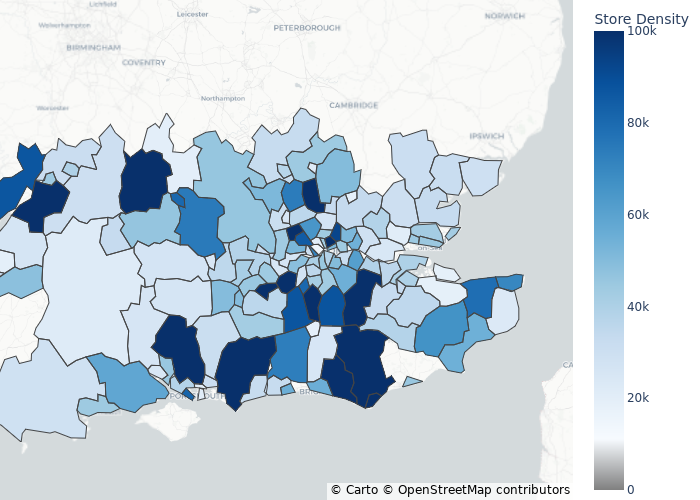 Store Density
Lichfield
Leicester
NORWICH
Wolverhampton
PETERBOROUGH
BIRMINGHAM
COVENTRY
Northampton
Worcester
CAMBRIDGE
IPSWICH
100k
80k
60k
40k
20k
0
© Carto © OpenStreetMap contributors